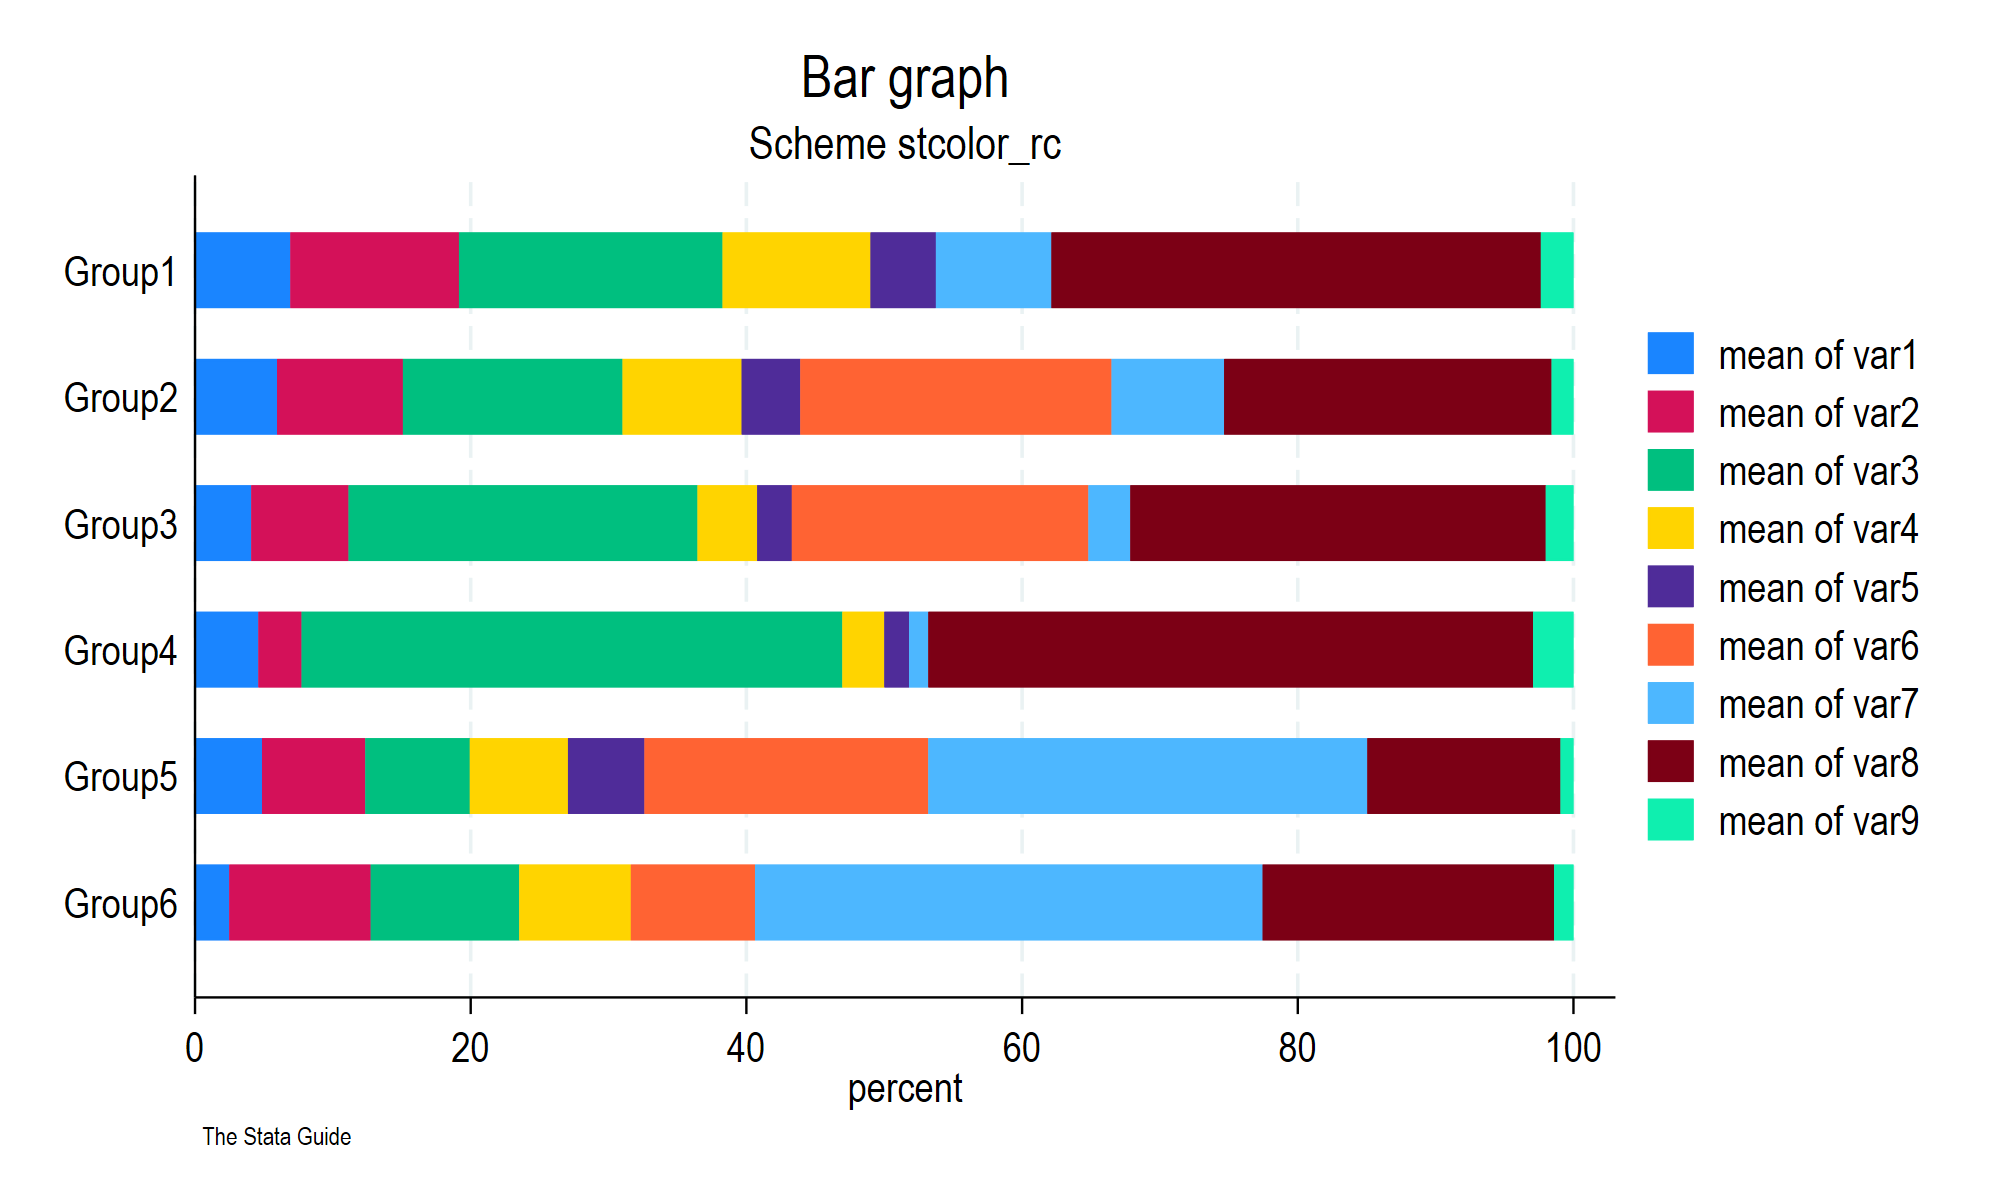 Bar graph
Scheme stcolor_rc
Group1
Group2
Group3
Group4
Group5
Group6
mean of var1
mean of var2
mean of var3
mean of var4
mean of var5
mean of var6
mean of var7
mean of var8
mean of var9
0 20 40 60 80 100
percent
The Stata Guide